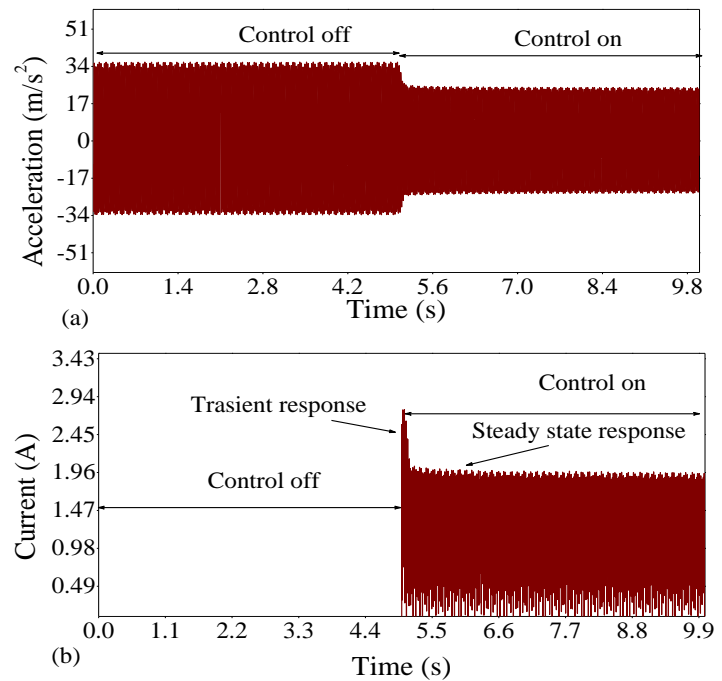 Acceleration (m/s²)
51
34
17
0
-17
-34
-51
Control off
Control on
0.0 1.4 2.8 4.2 5.6 7.0 8.4 9.8
Time (s)
(a)
Current (A)
3.43
2.94
2.45
1.96
1.47
0.98
0.49
Control on
Trasient response
Steady state response
Control off
0.0 1.1 2.2 3.3 4.4 5.5 6.6 7.7 8.8 9.9
Time (s)
(b)